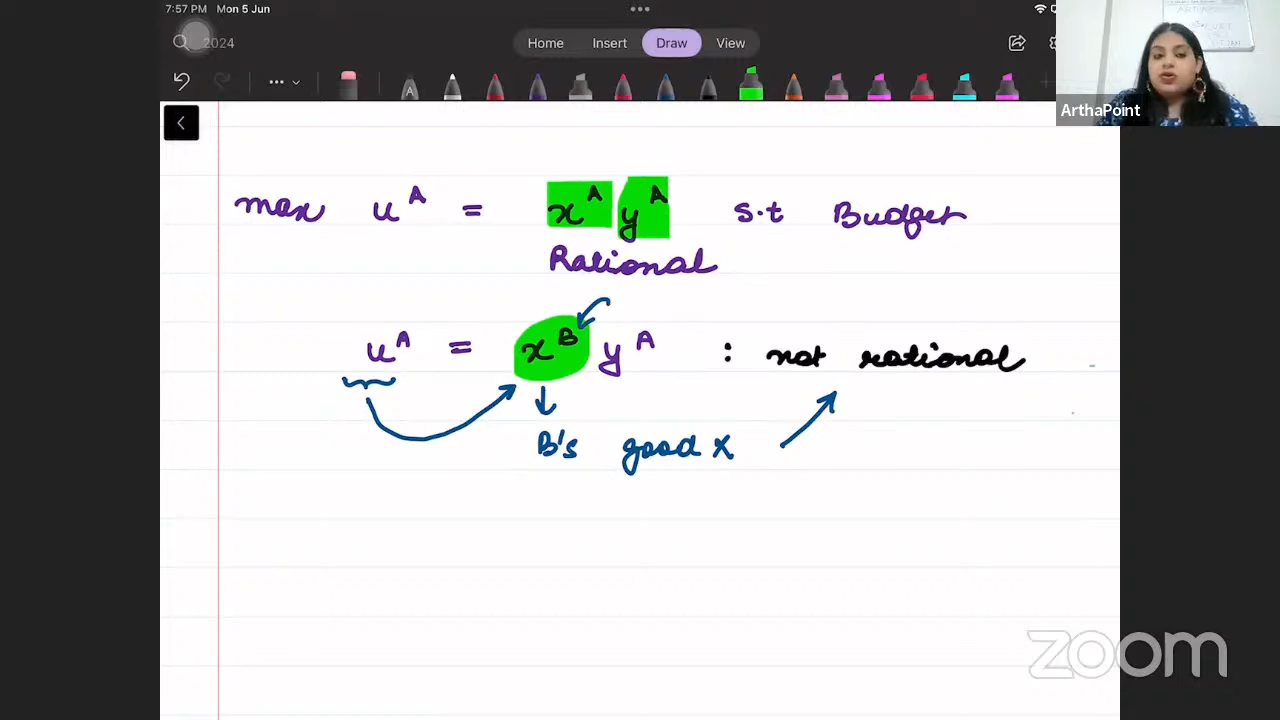 7:57 PM Mon 5 Jun
2024
Home Insert Draw View
A
ArthaPoint
max u^A = x^A y^A s.t Budget
Rational
u^A = x^B y^A : not rational
B's good x
zoom